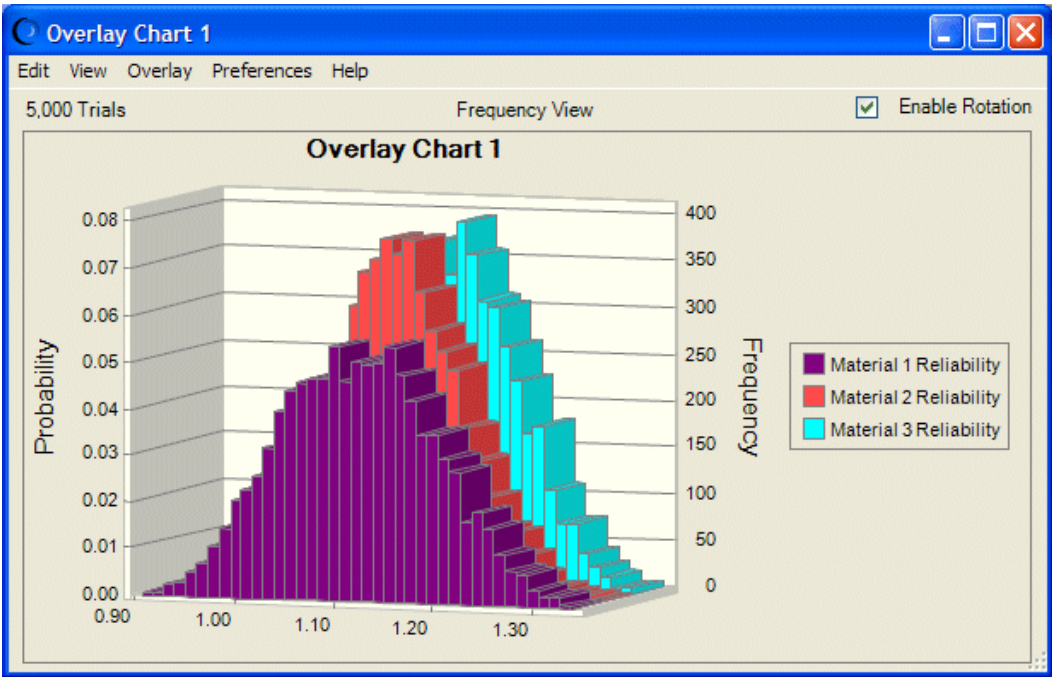 Overlay Chart 1
Edit View Overlay Preferences Help
5,000 Trials Frequency View Enable Rotation
Overlay Chart 1
0.08
0.07
0.06
0.05
0.04
0.03
0.02
0.01
0.00
Probability
0.90 1.00 1.10 1.20 1.30
400
350
300
250
200
150
100
50
0
Frequency
Material 1 Reliability
Material 2 Reliability
Material 3 Reliability